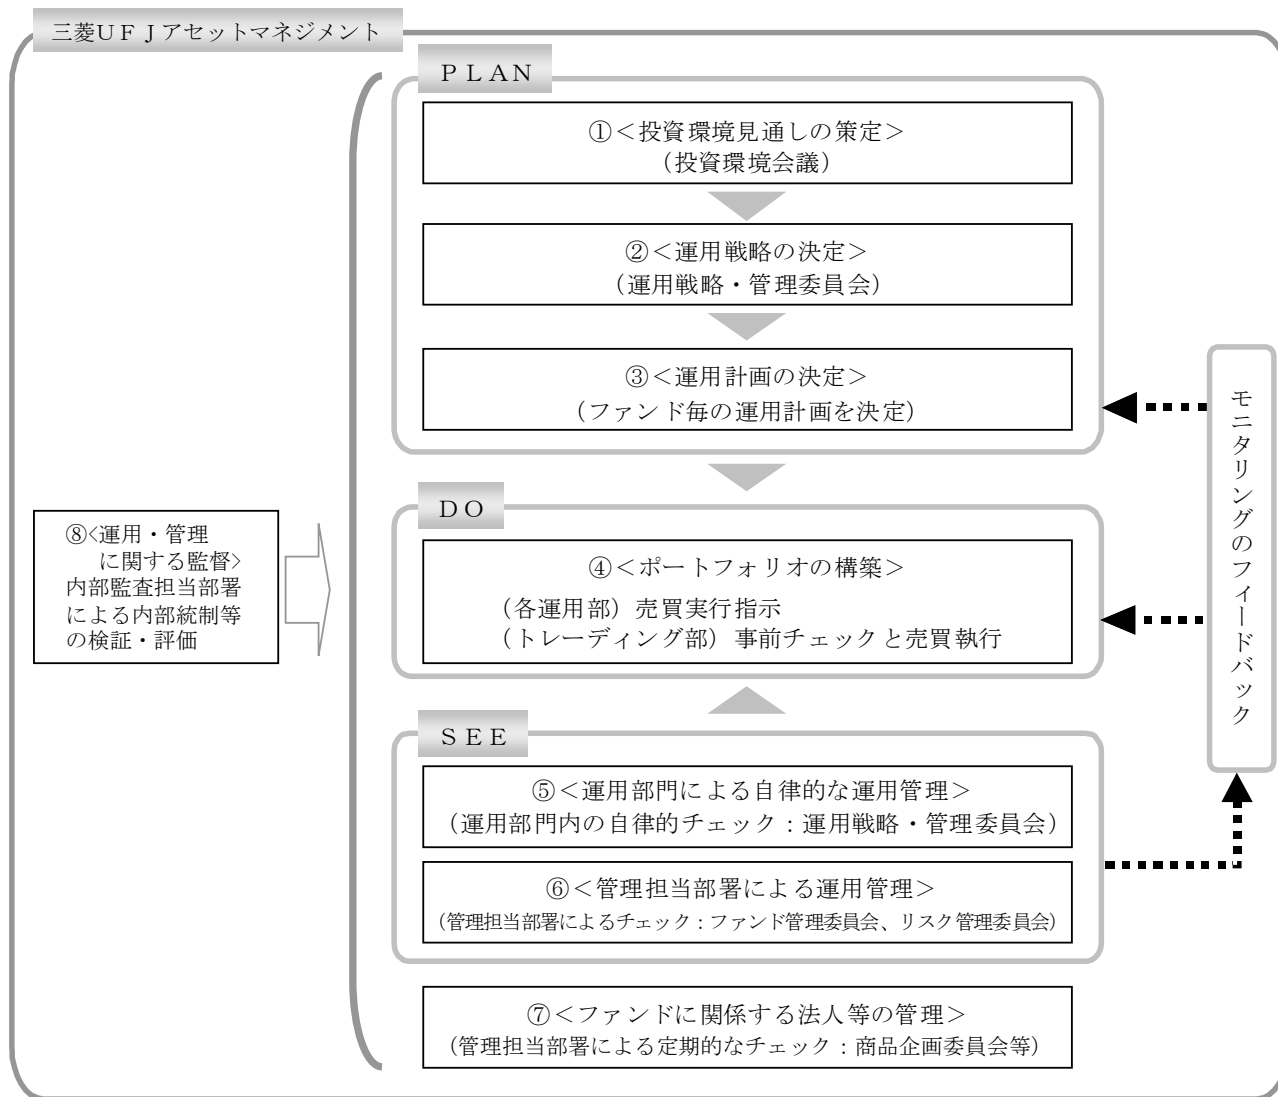 三菱ＵＦＪアセットマネジメント
ＰＬＡＮ
①＜投資環境見通しの策定＞
（投資環境会議）
②＜運用戦略の決定＞
（運用戦略・管理委員会）
③＜運用計画の決定＞
（ファンド毎の運用計画を決定）
ＤＯ
④＜ポートフォリオの構築＞
（各運用部）売買実行指示
（トレーディング部）事前チェックと売買執行
ＳＥＥ
⑤＜運用部門による自律的な運用管理＞
（運用部門内の自律的チェック：運用戦略・管理委員会）
⑥＜管理担当部署による運用管理＞
（管理担当部署によるチェック：ファンド管理委員会、リスク管理委員会）
⑦＜ファンドに関係する法人等の管理＞
（管理担当部署による定期的なチェック：商品企画委員会等）
⑧<運用・管理
に関する監督>
内部監査担当部署
による内部統制等
の検証・評価
モニタリングのフィードバック